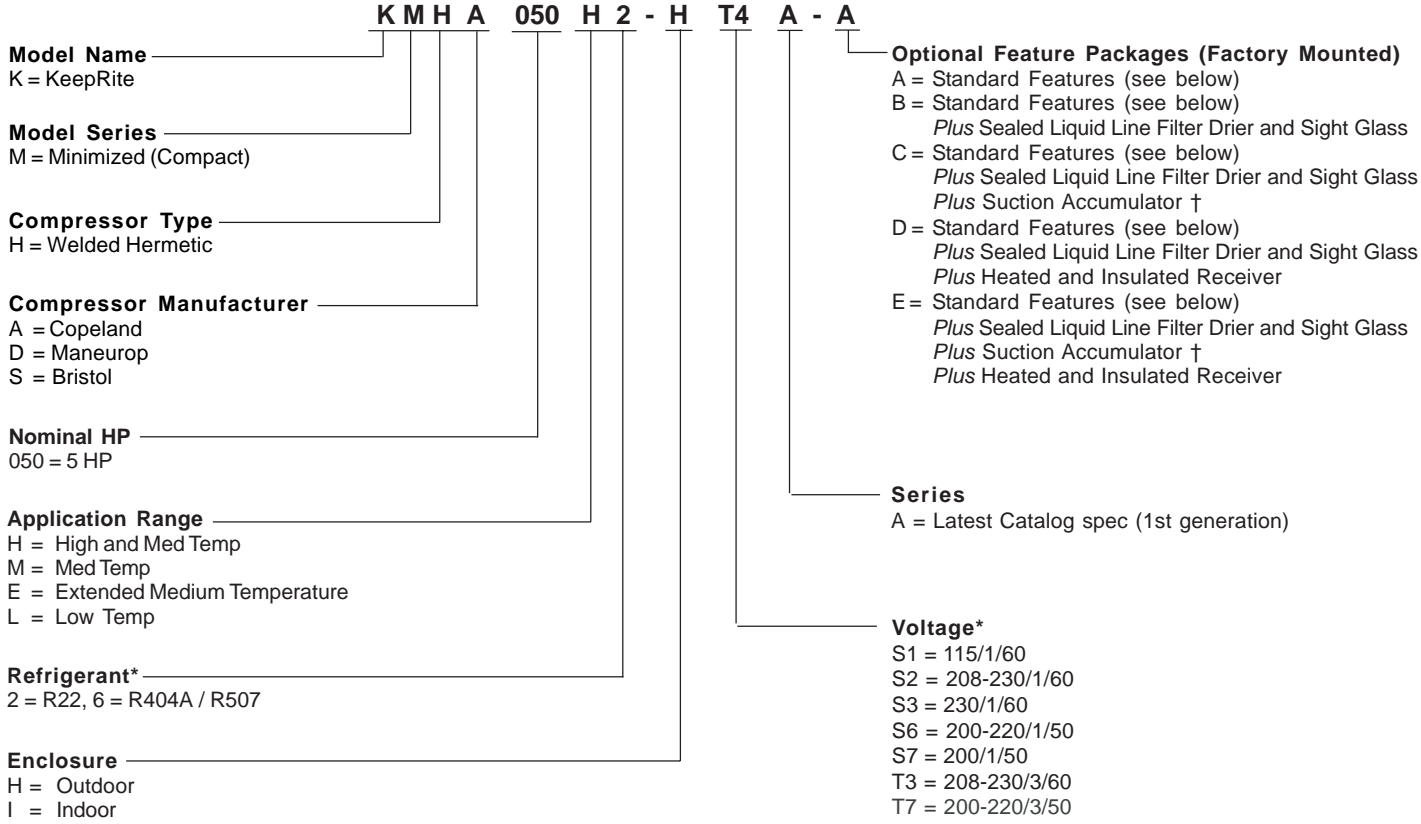 K M H A 050 H 2 - H T4 A - A
Model Name
K = KeepRite
Model Series
M = Minimized (Compact)
Compressor Type
H = Welded Hermetic
Compressor Manufacturer
A = Copeland
D = Maneurop
S = Bristol
Nominal HP
050 = 5 HP
Application Range
H = High and Med Temp
M = Med Temp
E = Extended Medium Temperature
L = Low Temp
Refrigerant*
2 = R22, 6 = R404A / R507
Enclosure
H = Outdoor
I = Indoor
Optional Feature Packages (Factory Mounted)
A = Standard Features (see below)
B = Standard Features (see below)
Plus Sealed Liquid Line Filter Drier and Sight Glass
C = Standard Features (see below)
Plus Sealed Liquid Line Filter Drier and Sight Glass
Plus Suction Accumulator †
D = Standard Features (see below)
Plus Sealed Liquid Line Filter Drier and Sight Glass
Plus Heated and Insulated Receiver
E = Standard Features (see below)
Plus Sealed Liquid Line Filter Drier and Sight Glass
Plus Suction Accumulator †
Plus Heated and Insulated Receiver
Series
A = Latest Catalog spec (1st generation)
Voltage*
S1 = 115/1/60
S2 = 208-230/1/60
S3 = 230/1/60
S6 = 200-220/1/50
S7 = 200/1/50
T3 = 208-230/3/60
T7 = 200-220/3/50